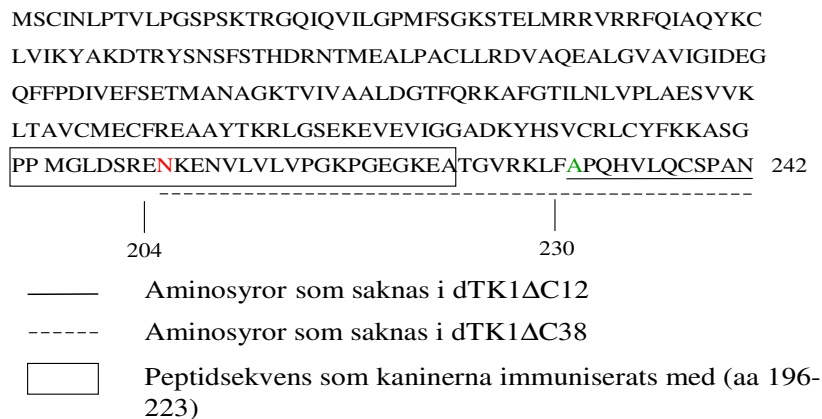 MSCINLPTVLPGSPSKTRGQIQVILGPMFSGKSTELMRRVRRFQIAQYKC
LVIKYAKDTRYSNSFSTHDRNTMEALPACLLRDVAQEALGVAVIGIDEG
QFFPDIVEFSETMANAGKTVIVAALDGTFQRKAFGTILNLVPLAESVVK
LTAVCMECFREAAYTKRLGSEKEVEVIGGADKYHSVCRLCYFKKASG
PP MGLDSRENKENVLVLVPGKPGEGKEATGVRKLFAPQHVLQCSPAN 242
204 230
Aminosyror som saknas i dTK1ΔC12
Aminosyror som saknas i dTK1ΔC38
Peptidsekvens som kaninerna immuniserats med (aa 196-
223)